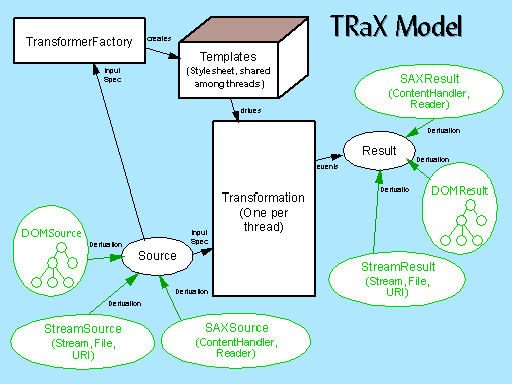 TRaX Model
TransformerFactory
creates
Templates
(Stylesheet, shared
among threads)
Input
Spec
drives
SAXResult
(ContentHandler,
Reader)
Derivation
Result
Derivation
events
Derivatio
DOMResult
Transformation
(One per
thread)
DOMSource
Derivation
Source
Input
Spec
StreamResult
(Stream, File,
URI)
Derivation
Derivation
StreamSource
(Stream, File,
URI)
SAXSource
(ContentHandler,
Reader)